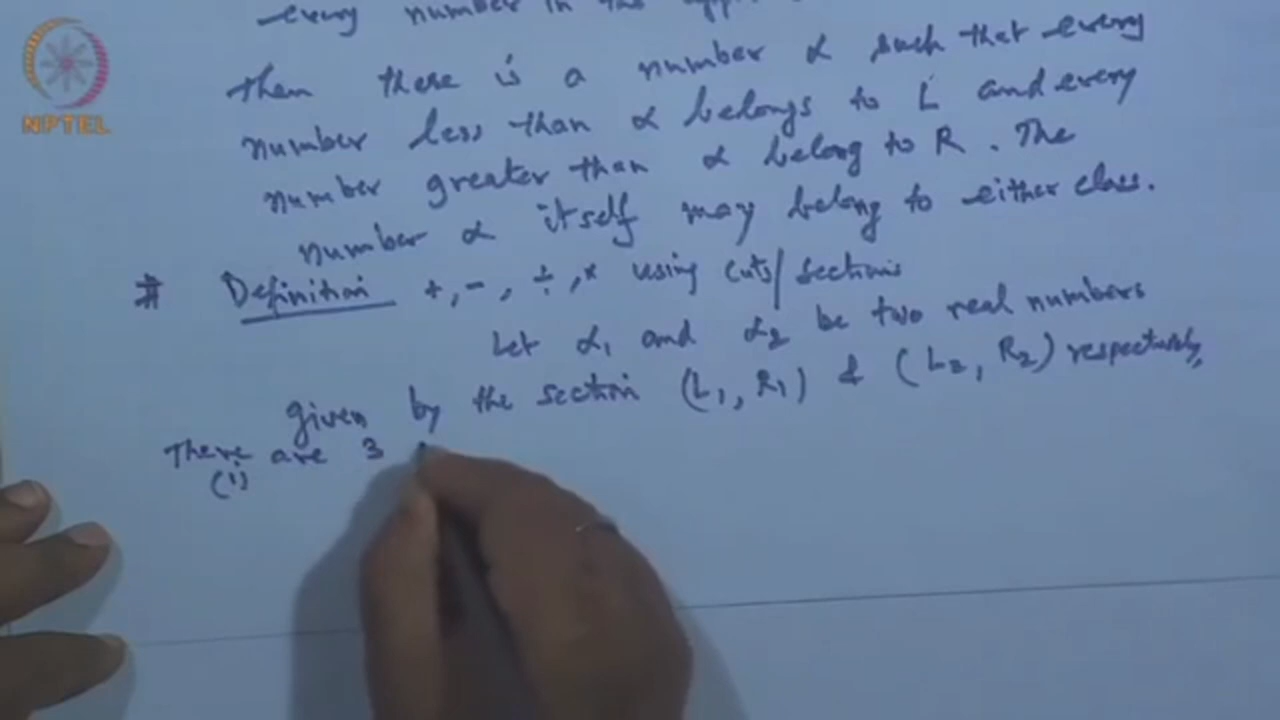 NPTEL
every number in the
Then there is a number α such that every
number less than α belongs to L and every
number greater than α belong to R. The
number α itself may belong to either class.
# Definition +, -, ÷, * using cuts/sections
Let α1 and α2 be two real numbers
given by the section (L1, R1) & (L2, R2) respectively,
There are 3
(i)